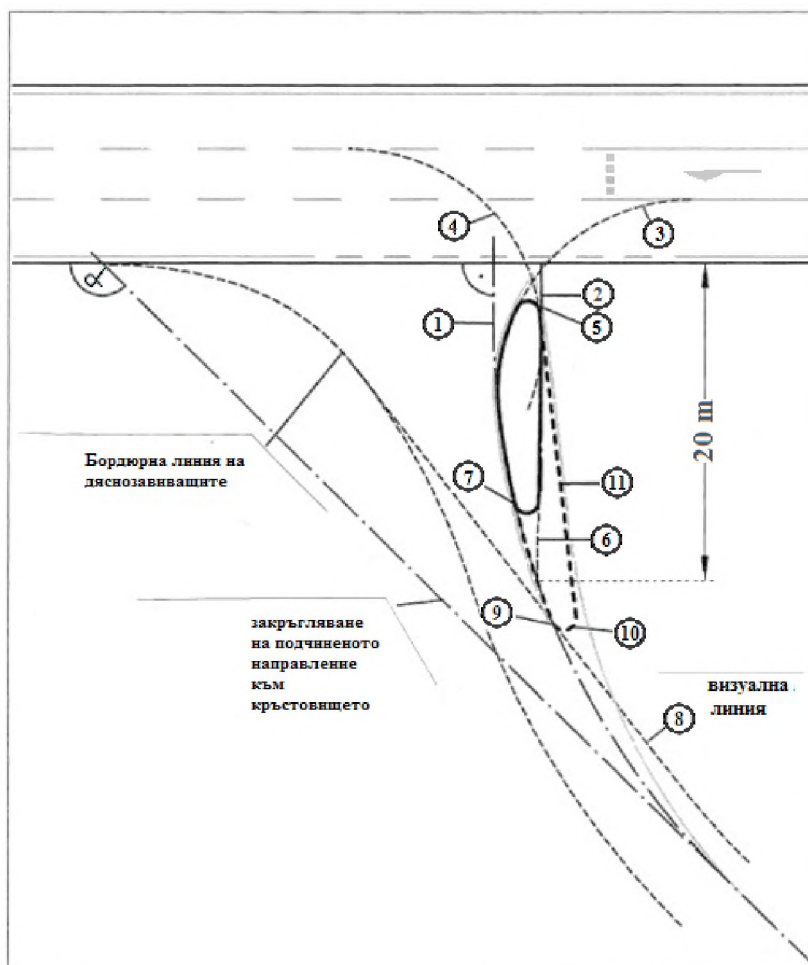 4
3
2
5
1
α
20 m
Бордюрна линия на
дяснозавиващите
7
11
6
9
10
закръгляване
на подчиненото
направление
към
кръстовището
визуална
линия
8